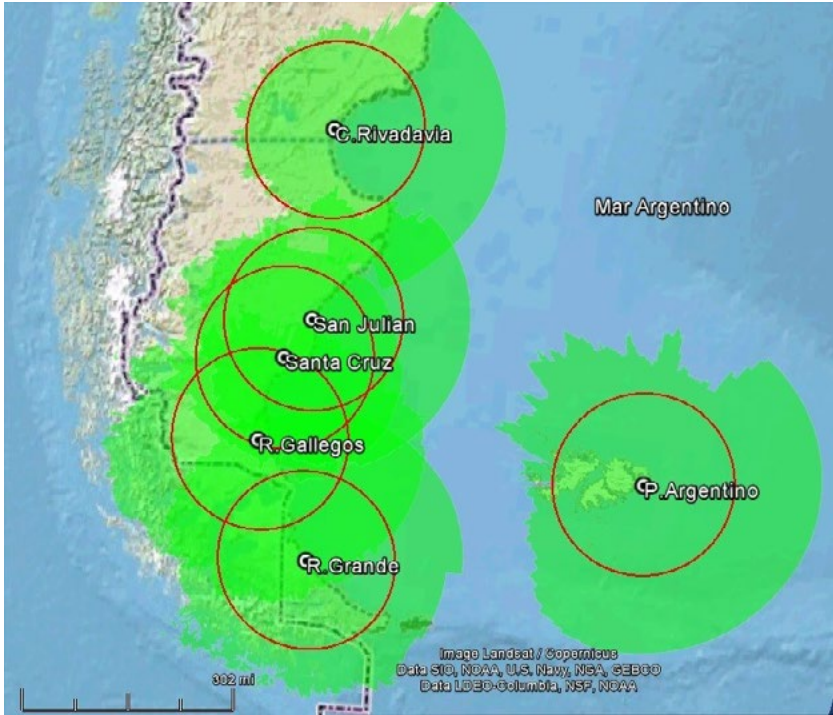 C.Rivadavia
Mar Argentino
San Julian
Santa Cruz
R.Gallegos
P.Argentino
R.Grande
Image Landsat / Copernicus
302 mi
Data SIO, NOAA, U.S. Navy, NGA, GEBCO
Data LDEO-Columbia, NSF, NOAA